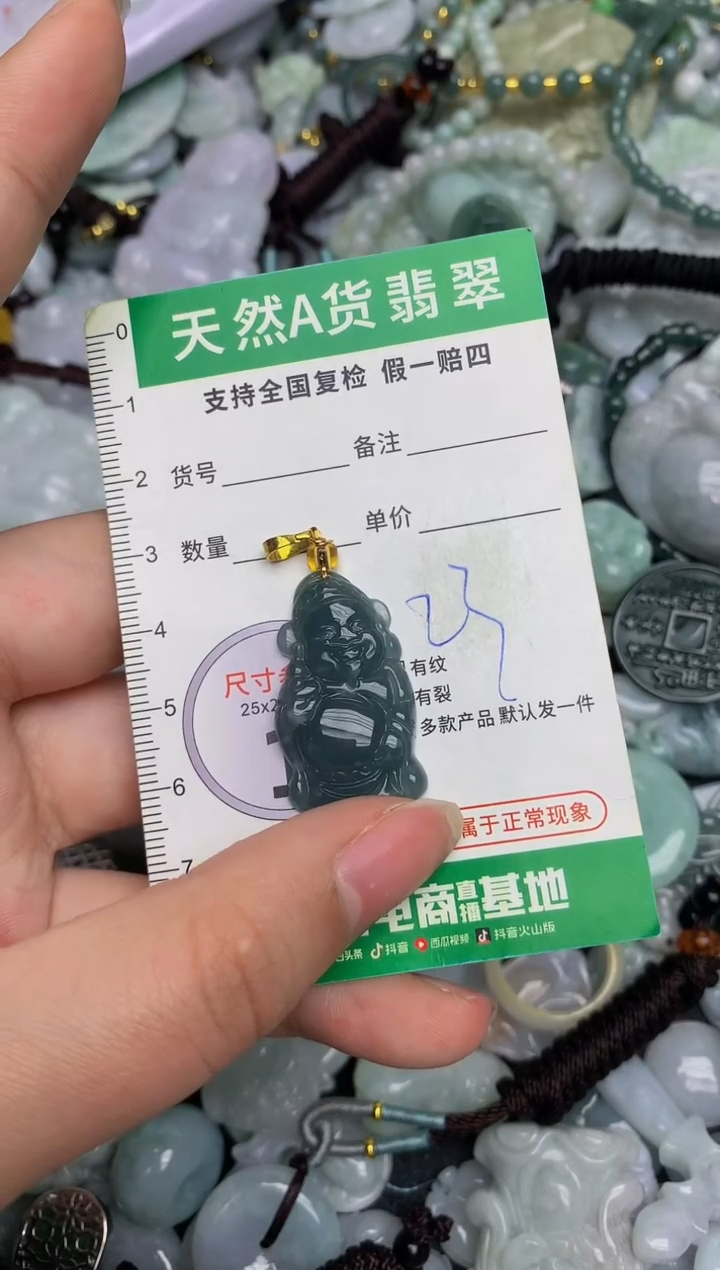 天然A货翡翠
支持全国复检 假一赔四
0
1
2
3
4
5
6
7
货号
备注
数量
单价
尺寸
25x2
有纹
有裂
多款产品 默认发一件
属于正常现象
电商直播基地
头条 抖音 西瓜视频 抖音火山版